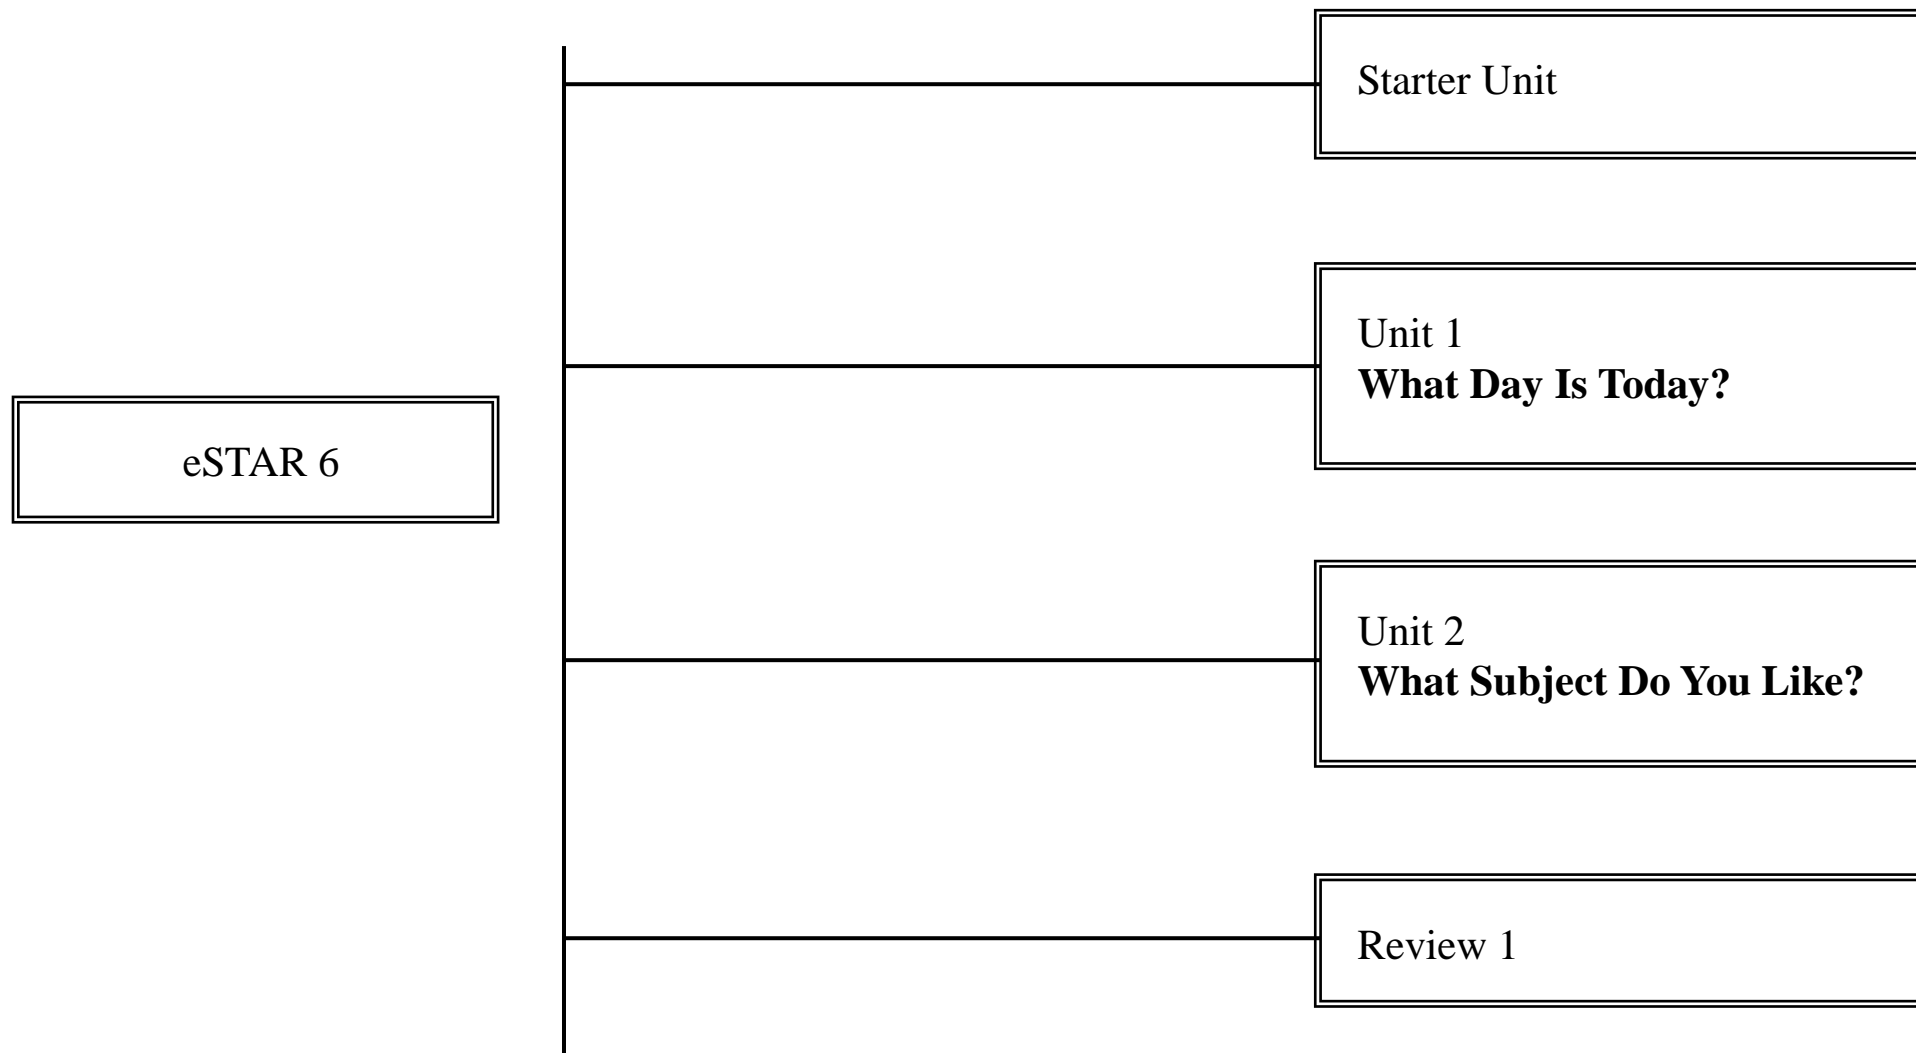 Starter Unit
Unit 1
What Day Is Today?
eSTAR 6
Unit 2
What Subject Do You Like?
Review 1